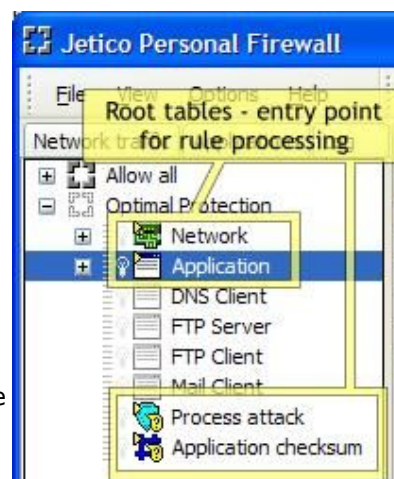 Jetico Personal Firewall
File View Options Help
Root tables - entry point
for rule processing
Allow all
Optimal Protection
Network
Application
DNS Client
FTP Server
FTP Client
Mail Client
e
Process attack
Application checksum